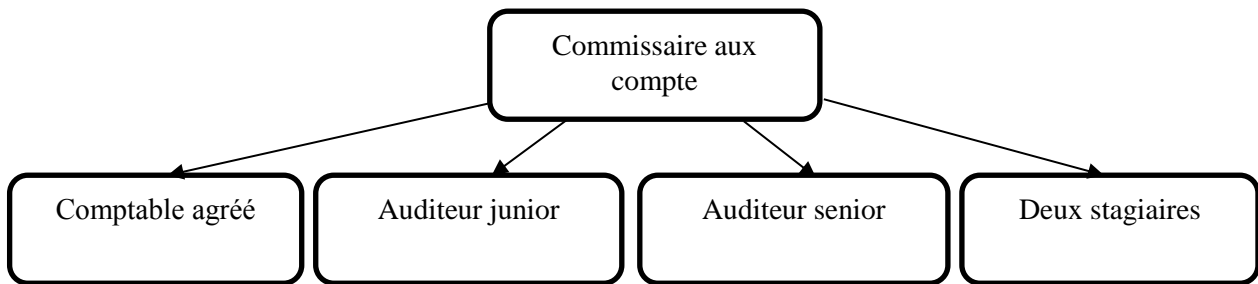 Commissaire aux
compte
Comptable agréé
Auditeur junior
Auditeur senior
Deux stagiaires